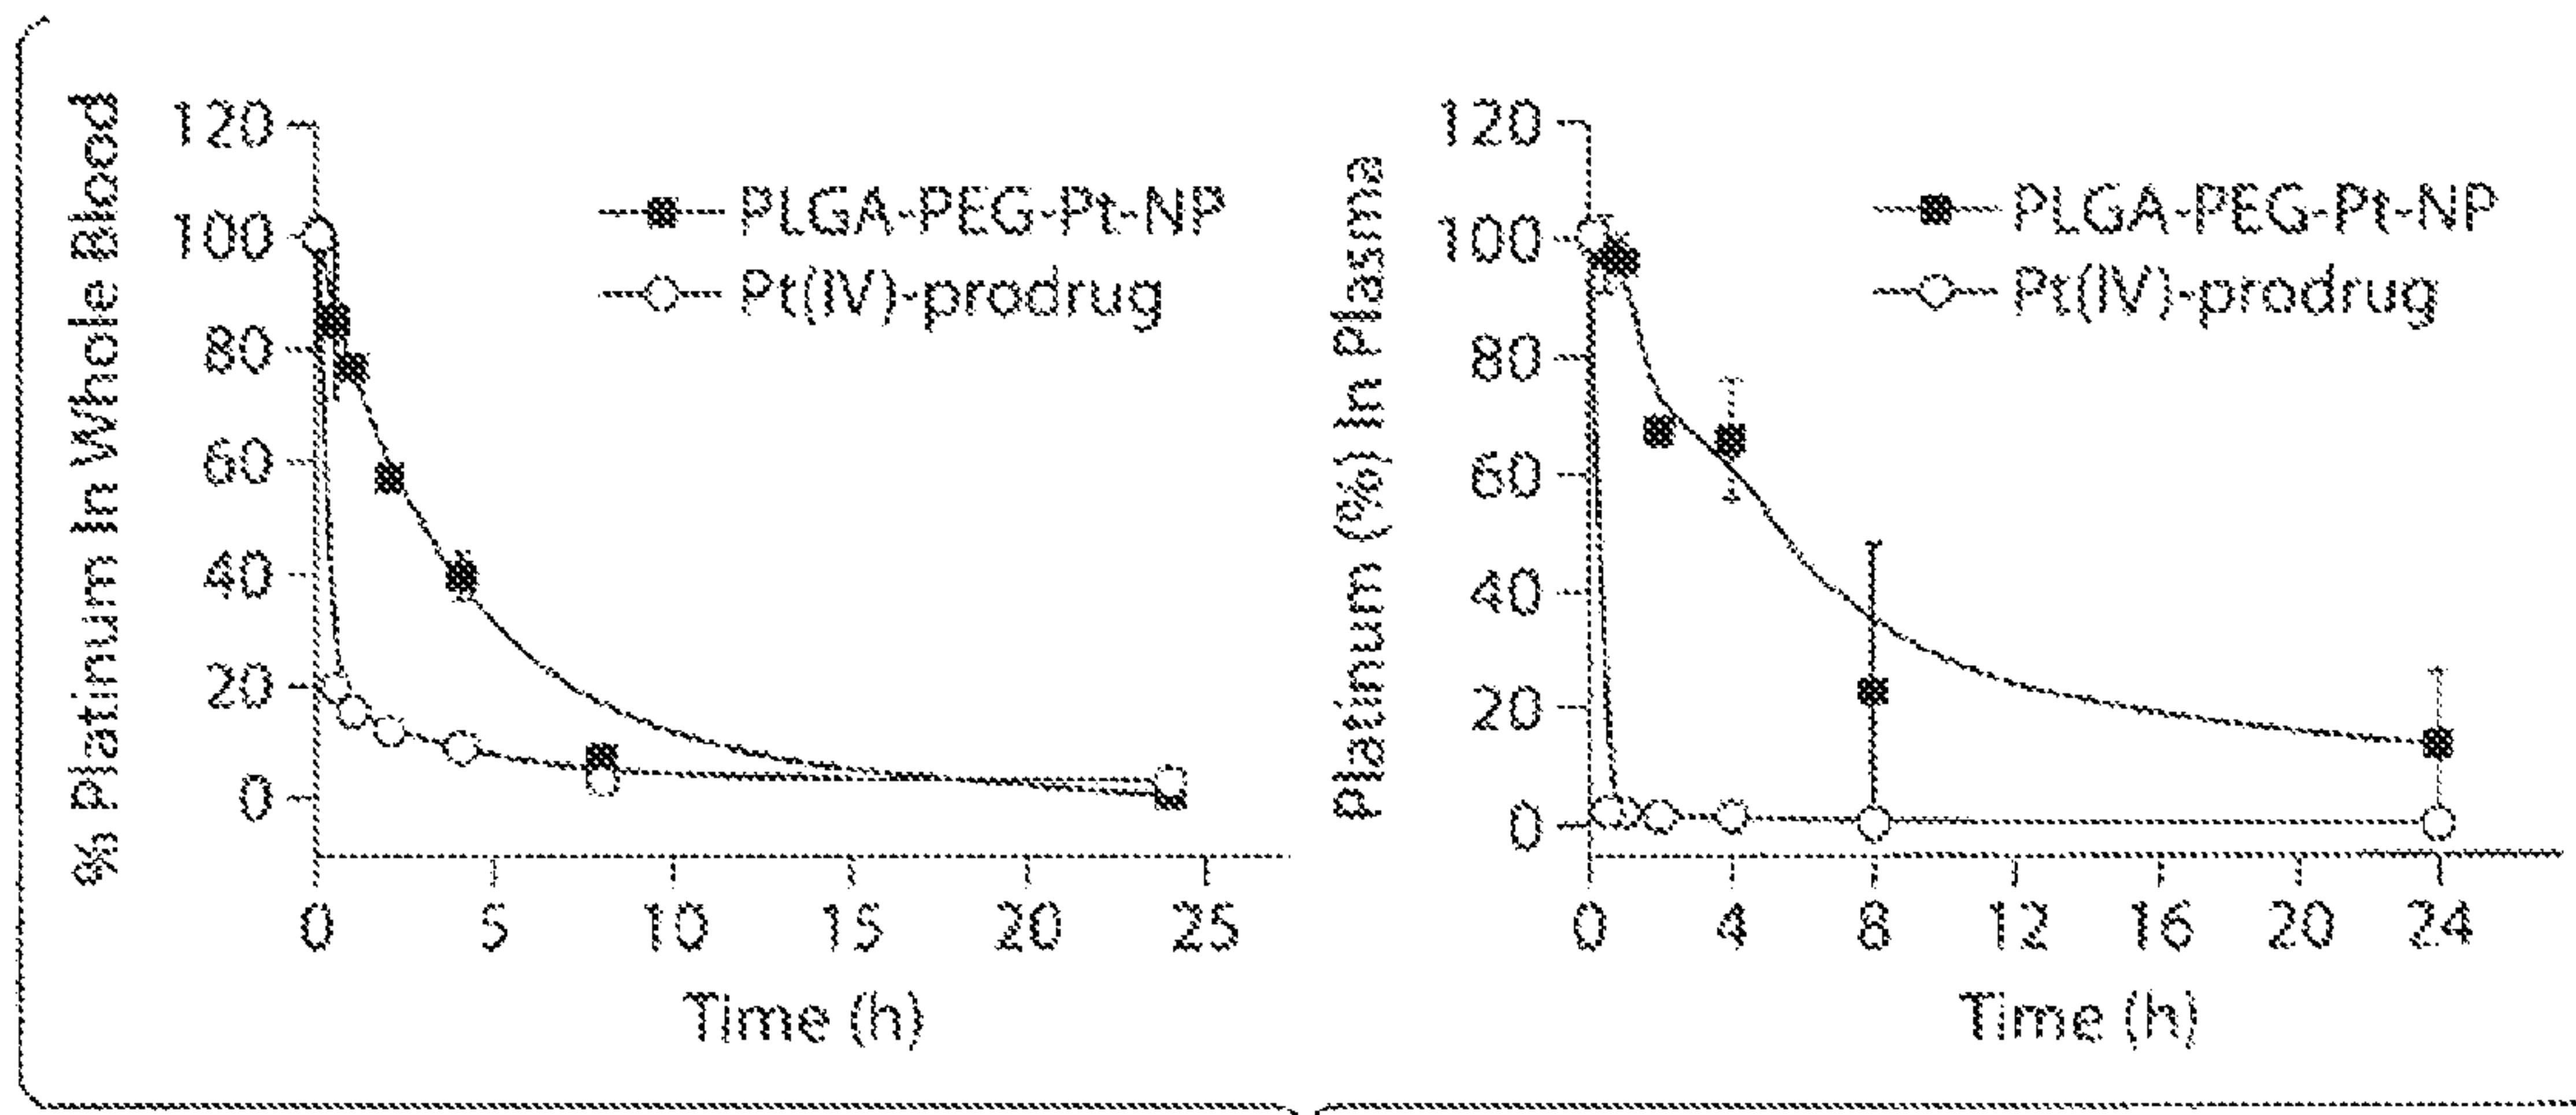 % Platinum In Whole Blood
120
100
80
60
40
20
0
PLGA-PEG-Pt-NP
Pt(IV)-prodrug
0 5 10 15 20 25
Time (h)
Platinum (%) In Plasma
120
100
80
60
40
20
0
PLGA-PEG-Pt-NP
Pt(IV)-prodrug
0 4 8 12 16 20 24
Time (h)